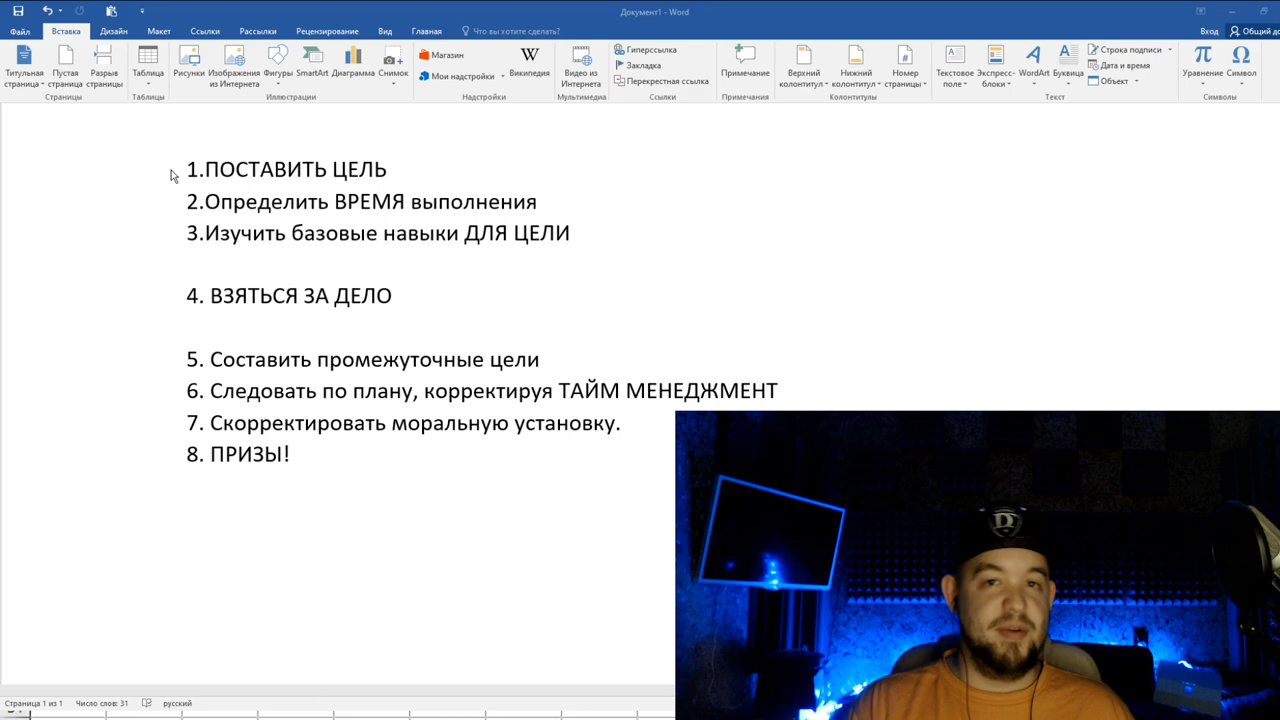 Документ1 - Word
Файл Вставка Дизайн Макет Ссылки Рассылки Рецензирование Вид Главная Что вы хотите сделать? Вход Общий до
Титульная страница Пустая страница Разрыв страницы
Страницы
Таблица
Таблицы
Рисунки Изображения из Интернета Фигуры SmartArt Диаграмма Снимок
Иллюстрации
Магазин
Мои надстройки
Википедия
Надстройки
Видео из Интернета
Мультимедиа
Гиперссылка
Закладка
Перекрестная ссылка
Ссылки
Примечание
Примечания
Верхний колонтитул Нижний колонтитул Номер страницы
Колонтитулы
Текстовое поле Экспресс-блоки WordArt Буквица
Строка подписи
Дата и время
Объект
Текст
Уравнение Символ
Символы
1.ПОСТАВИТЬ ЦЕЛЬ
2.Определить ВРЕМЯ выполнения
3.Изучить базовые навыки ДЛЯ ЦЕЛИ
4. ВЗЯТЬСЯ ЗА ДЕЛО
5. Составить промежуточные цели
6. Следовать по плану, корректируя ТАЙМ МЕНЕДЖМЕНТ
7. Скорректировать моральную установку.
8. ПРИЗЫ!
D
Страница 1 из 1 Число слов: 31 русский